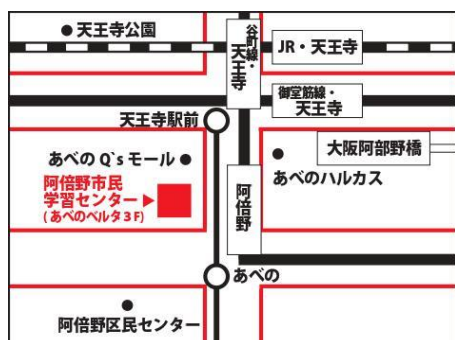 天王寺公園
谷町線・
天王寺
JR・天王寺
御堂筋線・
天王寺
天王寺駅前
あべのQ`sモール
あべのハルカス
大阪阿部野橋
阿倍野市民
学習センター
(あべのベルタ3F)
阿倍野
あべの
阿倍野区民センター